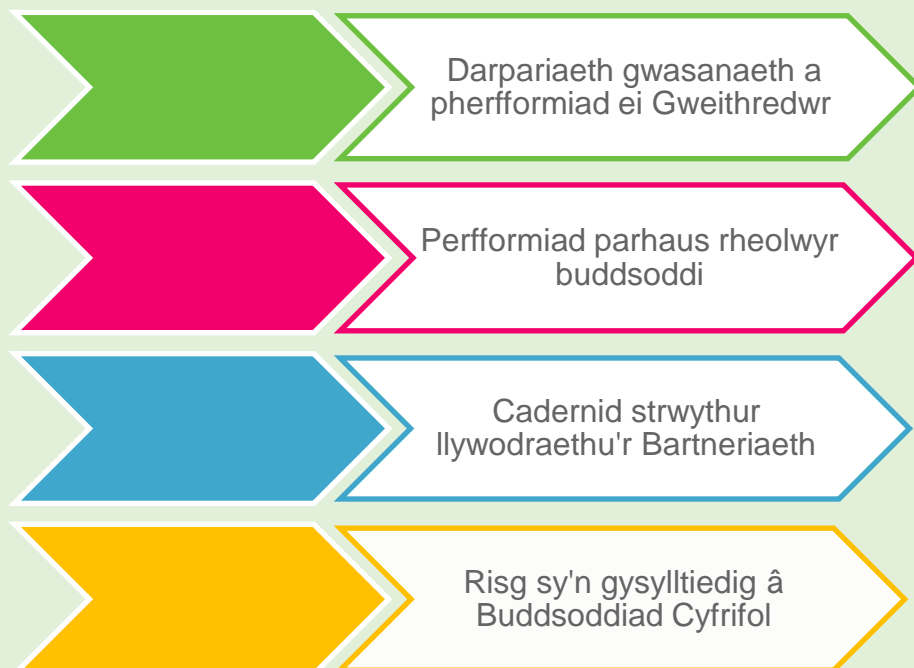 Darpariaeth gwasanaeth a
pherfformiad ei Gweithredwr
Perfformiad parhaus rheolwyr
buddsoddi
Cadernid strwythur
llywodraethu'r Bartneriaeth
Risg sy'n gysylltiedig â
Buddsoddiad Cyfrifol